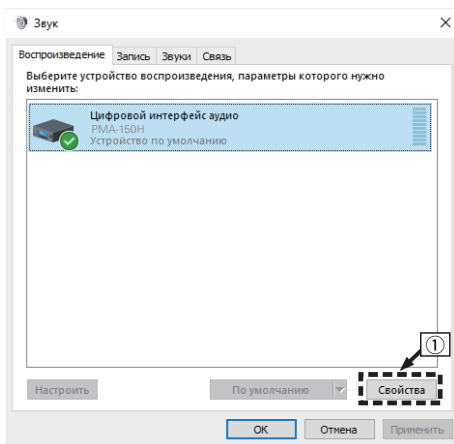 Звук
Воспроизведение Запись Звуки Связь
Выберите устройство воспроизведения, параметры которого нужно
изменить:
Цифровой интерфейс аудио
PMA-150H
Устройство по умолчанию
①
Настроить По умолчанию Свойства
OK Отмена Применить